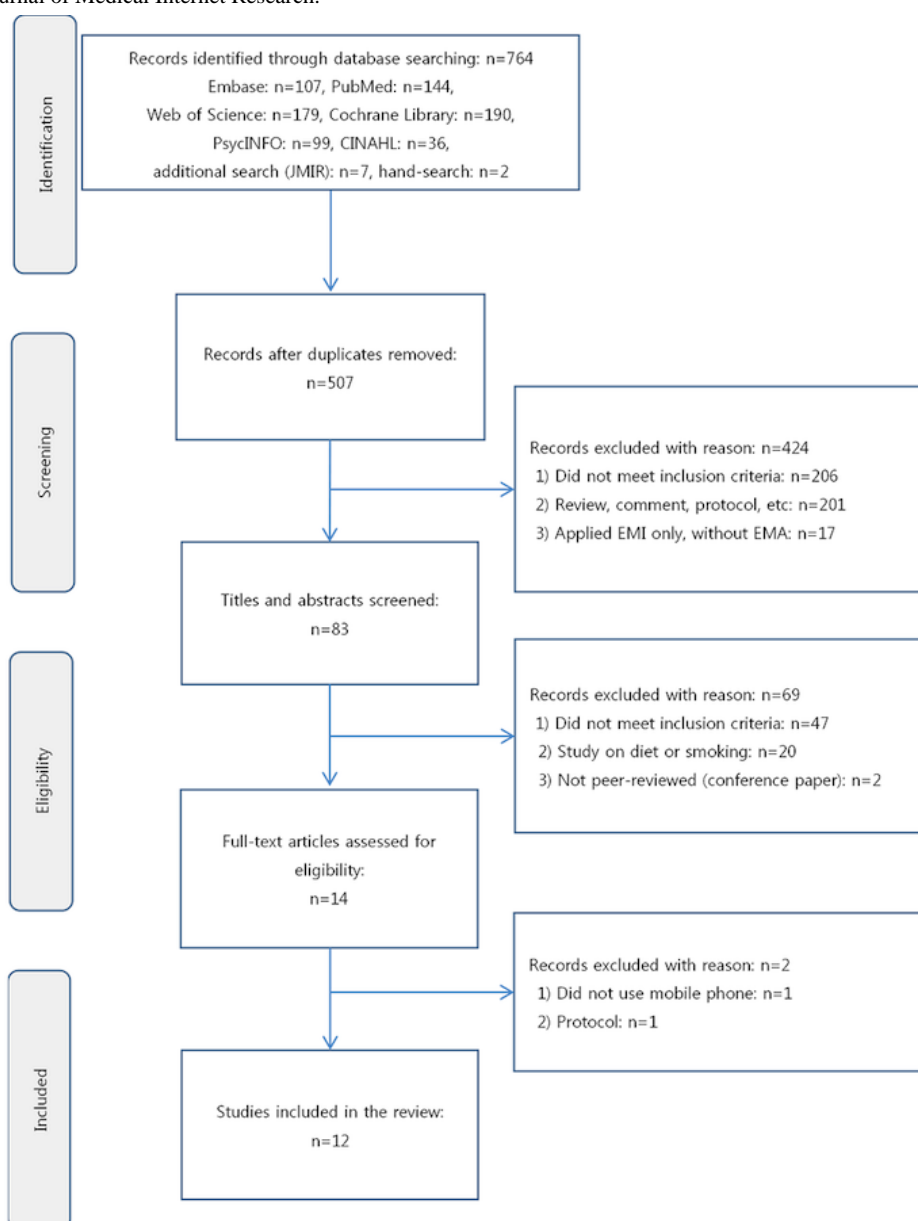 urnal of Medical Internet Research.
Identification
Records identified through database searching: n=764
Embase: n=107, PubMed: n=144,
Web of Science: n=179, Cochrane Library: n=190,
PsycINFO: n=99, CINAHL: n=36,
additional search (JMIR): n=7, hand-search: n=2
Screening
Records after duplicates removed:
n=507
Records excluded with reason: n=424
1) Did not meet inclusion criteria: n=206
2) Review, comment, protocol, etc: n=201
3) Applied EMI only, without EMA: n=17
Titles and abstracts screened:
n=83
Eligibility
Records excluded with reason: n=69
1) Did not meet inclusion criteria: n=47
2) Study on diet or smoking: n=20
3) Not peer-reviewed (conference paper): n=2
Full-text articles assessed for
eligibility:
n=14
Included
Records excluded with reason: n=2
1) Did not use mobile phone: n=1
2) Protocol: n=1
Studies included in the review:
n=12